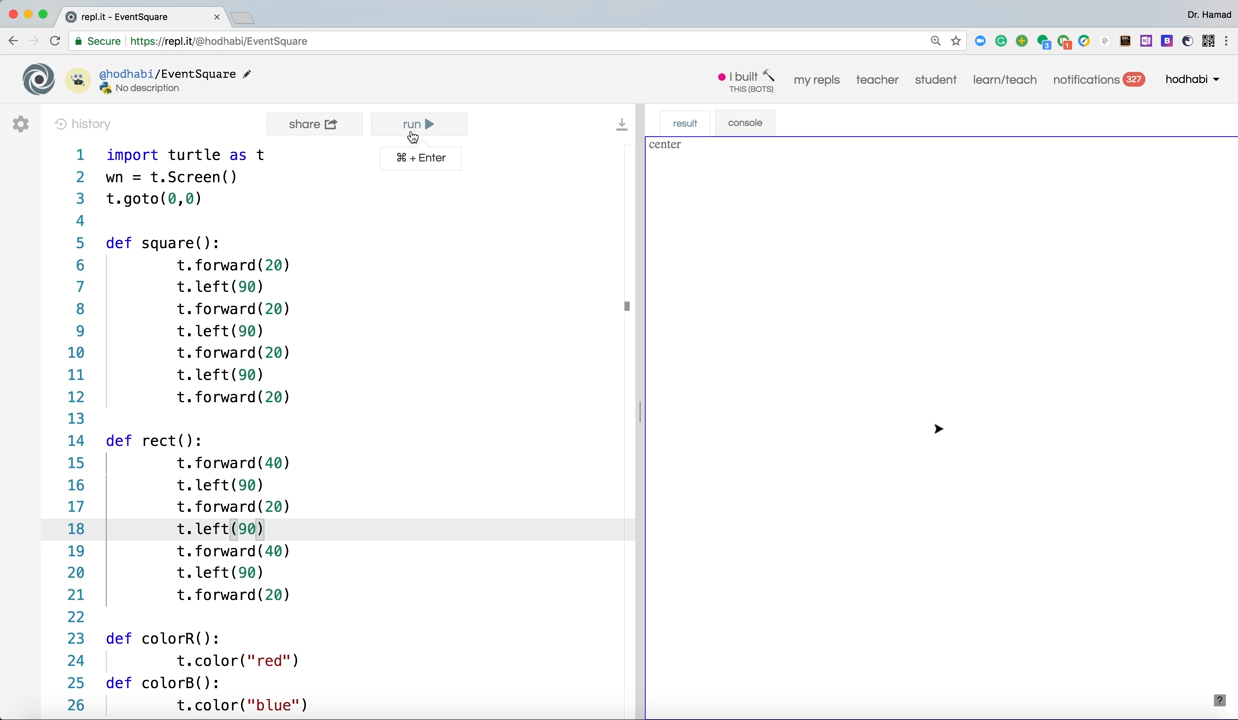 repl.it - EventSquare
Dr. Hamad
Secure https://repl.it/@hodhabi/EventSquare
@hodhabi/EventSquare
No description
I built
THIS (BOTS)
my repls
teacher
student
learn/teach
notifications 327
hodhabi
history
share
run
⌘ + Enter
result
console
center
1 import turtle as t
2 wn = t.Screen()
3 t.goto(0,0)
4
5 def square():
6 t.forward(20)
7 t.left(90)
8 t.forward(20)
9 t.left(90)
10 t.forward(20)
11 t.left(90)
12 t.forward(20)
13
14 def rect():
15 t.forward(40)
16 t.left(90)
17 t.forward(20)
18 t.left(90)
19 t.forward(40)
20 t.left(90)
21 t.forward(20)
22
23 def colorR():
24 t.color("red")
25 def colorB():
26 t.color("blue")
?